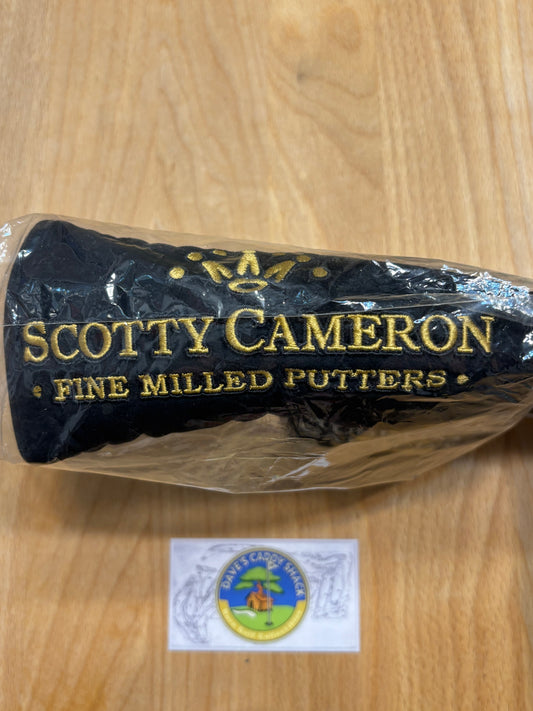 SCOTTY CAMERON
· FINE MILLED PUTTERS ·
DAVE'S CADDY SHACK